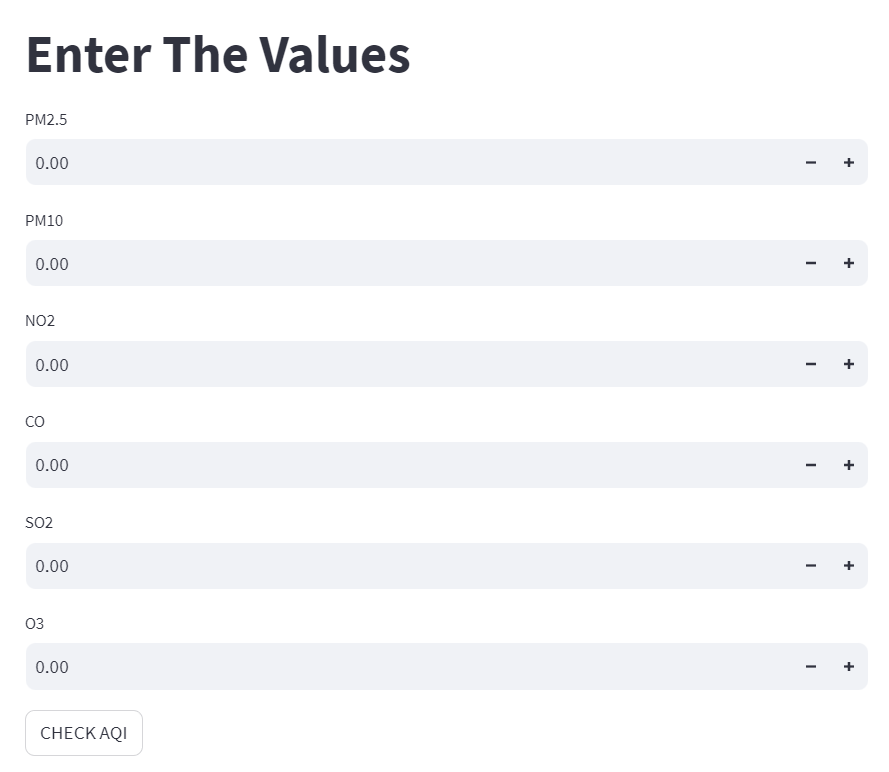 Enter The Values
PM2.5
0.00
PM10
0.00
NO2
0.00
CO
0.00
SO2
0.00
O3
0.00
CHECK AQI